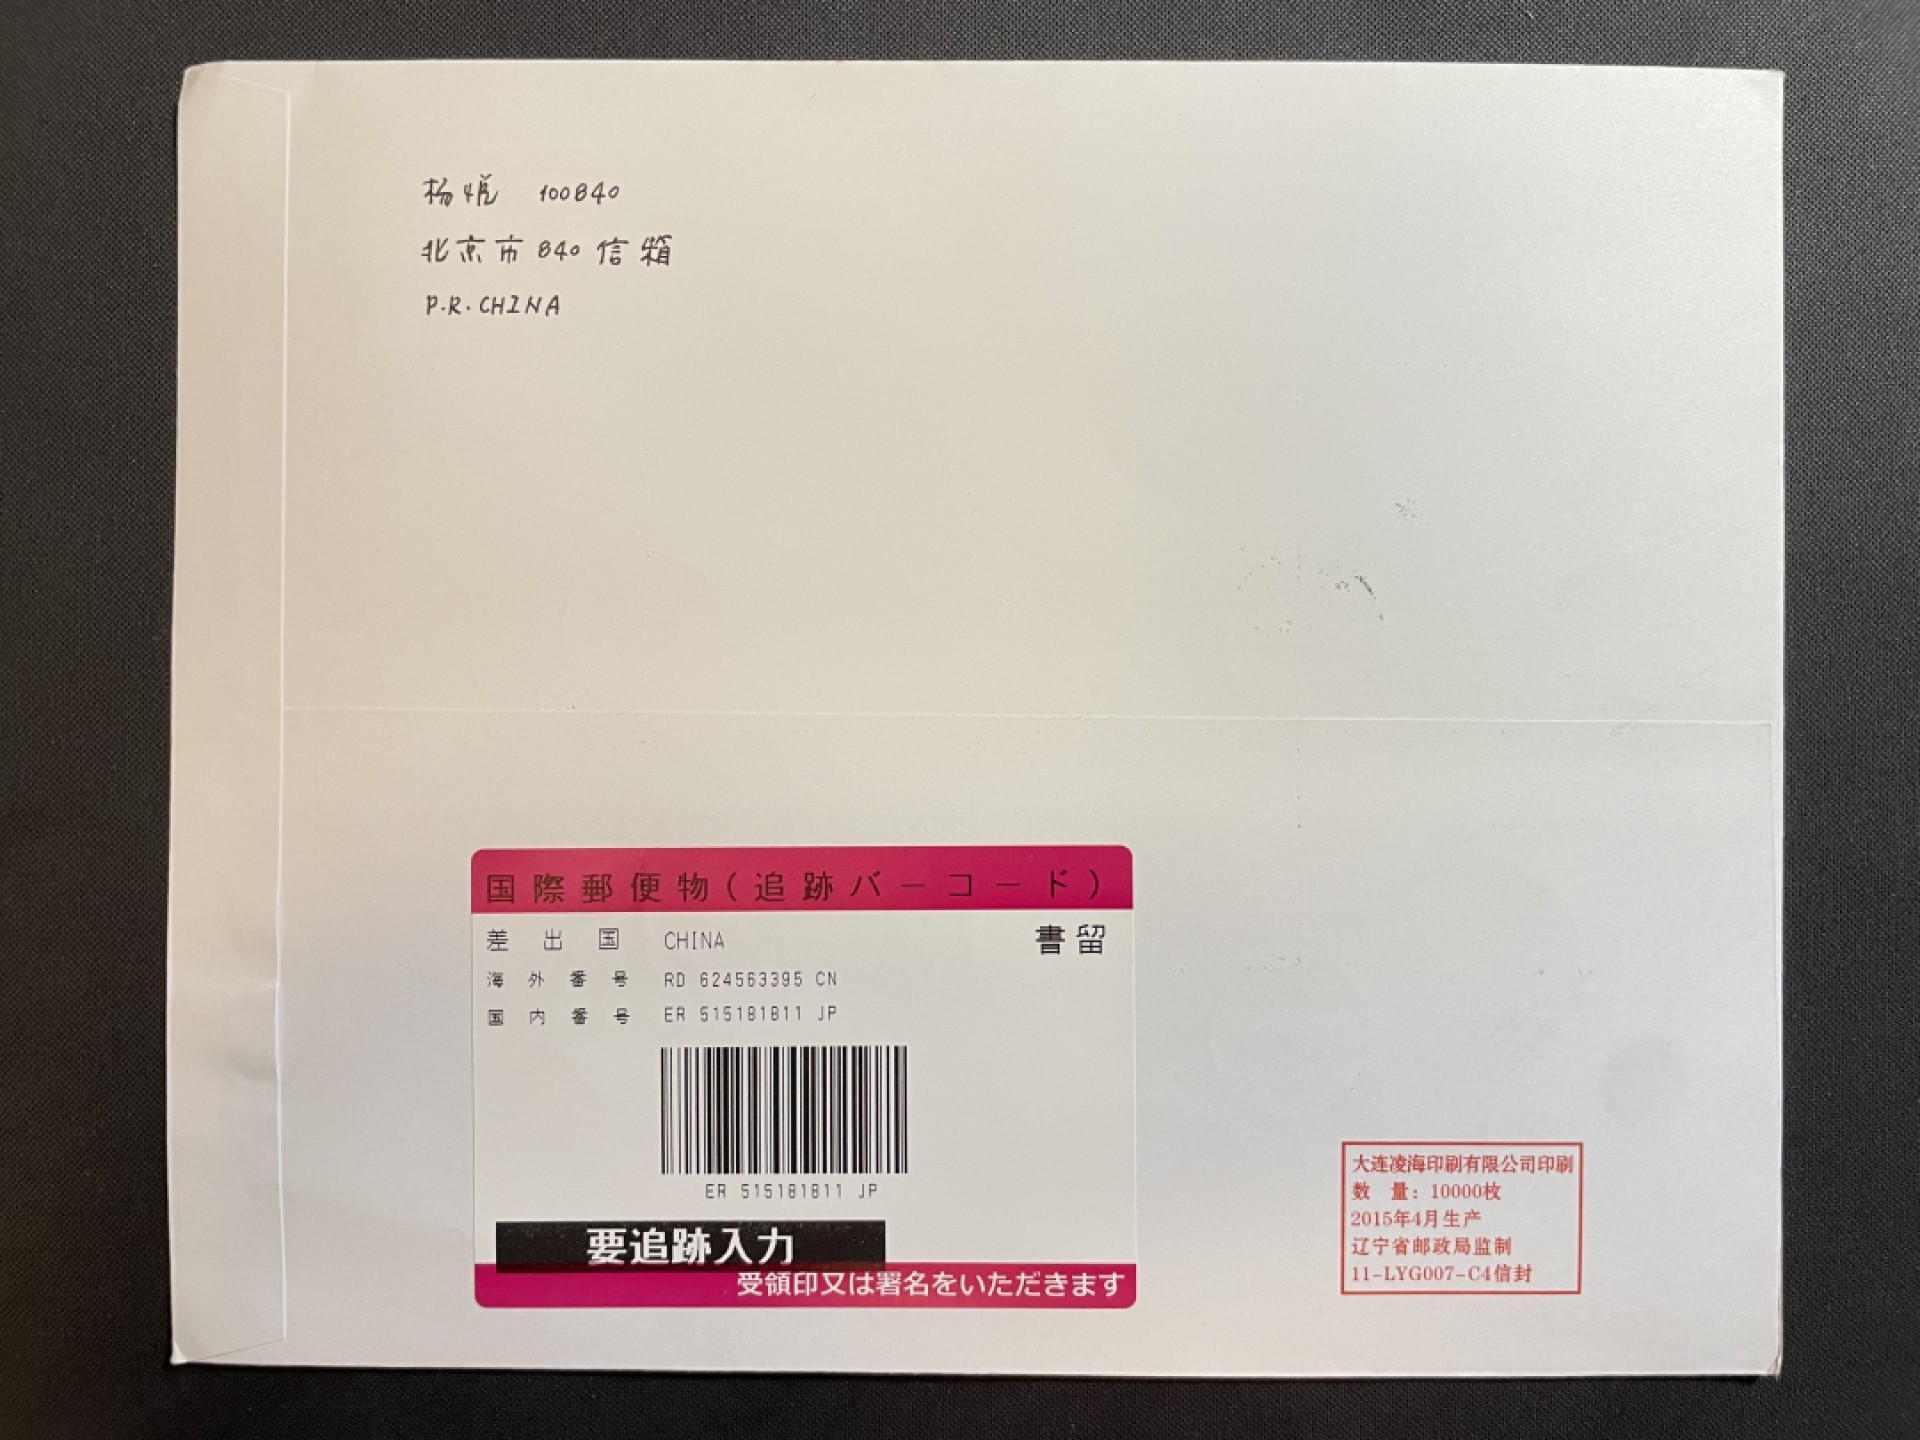 杨悦 100840
北京市840信箱
P.R.CHINA
国際郵便物(追跡バーコード)
差出国 CHINA 書留
海外番号 RD 624563395 CN
国内番号 ER 515181811 JP
ER 515181811 JP
要追跡入力
受領印又は署名をいただきます
大连凌海印刷有限公司印刷
数 量：10000枚
2015年4月生产
辽宁省邮政局监制
11-LYG007-C4信封